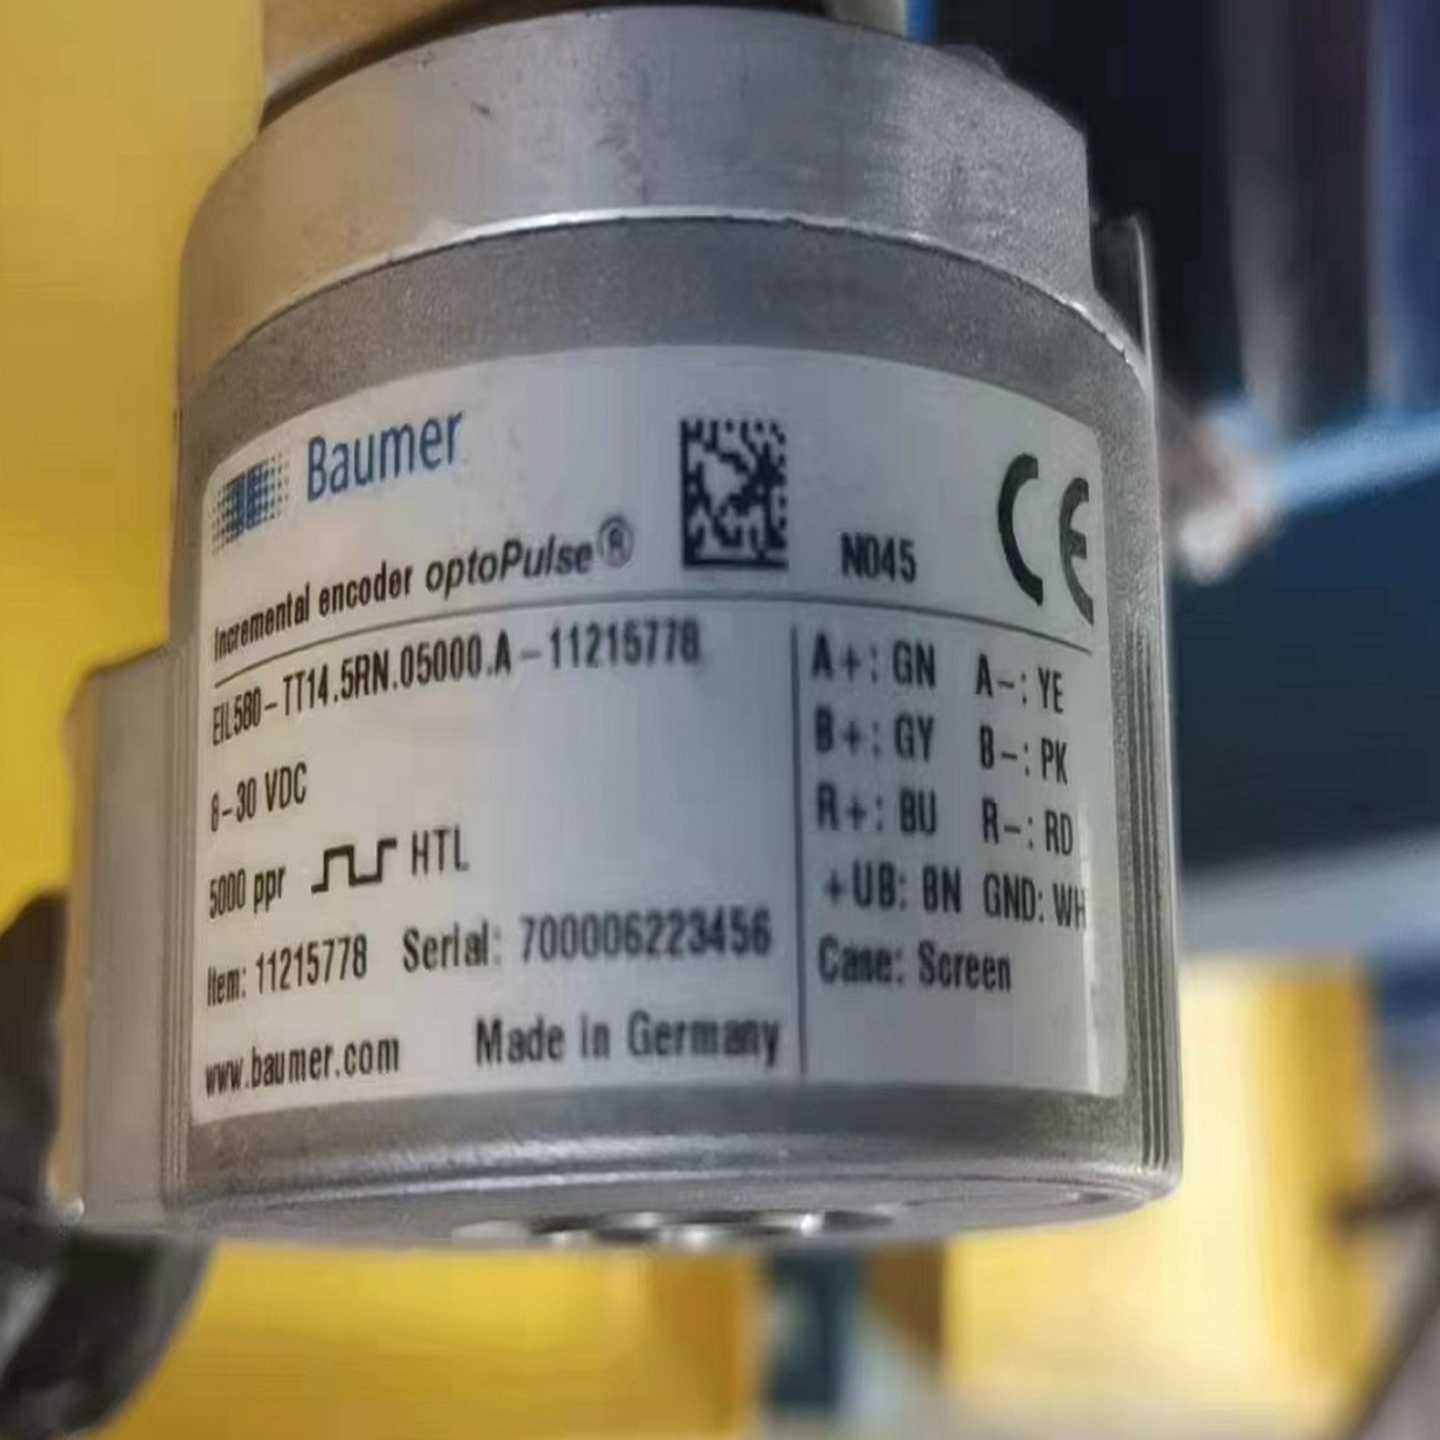 Baumer
Incremental encoder optoPulse®
N045
CE
EIL580-TT14.5RN.05000.A-11215778
8-30 VDC
5000 ppr HTL
Item: 11215778 Serial: 700006223456
www.baumer.com Made in Germany
A+: GN A-: YE
B+: GY B-: PK
R+: BU R-: RD
+UB: BN GND: WH
Case: Screen